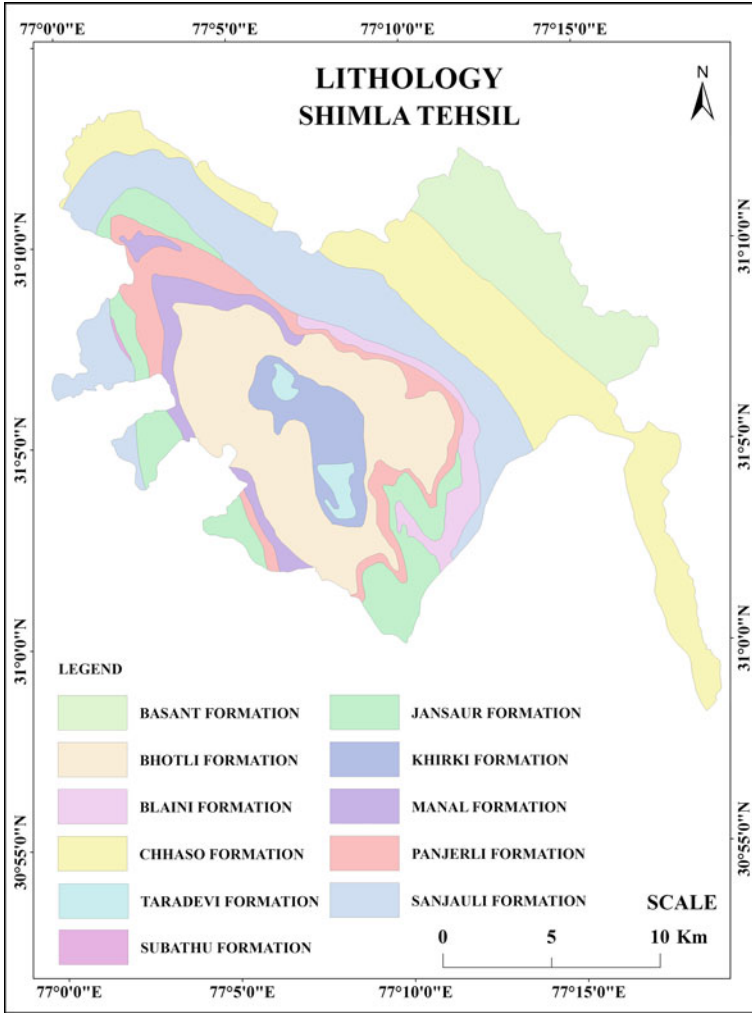 77°0'0"E 77°5'0"E 77°10'0"E 77°15'0"E
LITHOLOGY
SHIMLA TEHSIL
N
31°10'0"N 31°10'0"N
31°5'0"N 31°5'0"N
31°0'0"N 31°0'0"N
30°55'0"N 30°55'0"N
LEGEND
BASANT FORMATION JANSAUR FORMATION
BHOTLI FORMATION KHIRKI FORMATION
BLAINI FORMATION MANAL FORMATION
CHHASO FORMATION PANJERLI FORMATION
TARADEVI FORMATION SANJAULI FORMATION
SUBATHU FORMATION
SCALE
0 5 10 Km
77°0'0"E 77°5'0"E 77°10'0"E 77°15'0"E